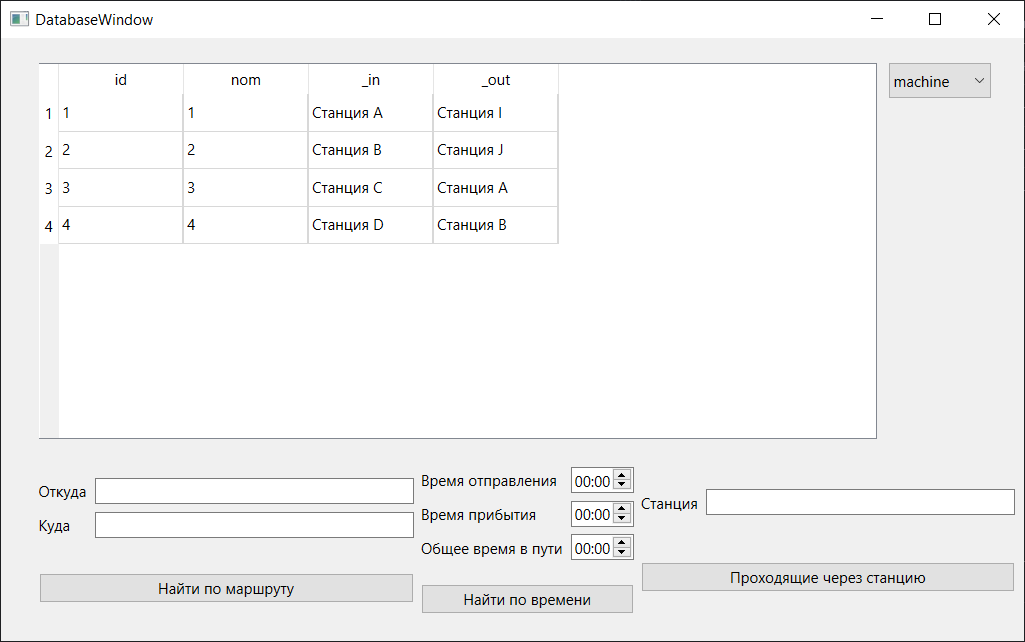 DatabaseWindow
id nom _in _out
machine
1 1 1 Станция A Станция I
2 2 2 Станция B Станция J
3 3 3 Станция C Станция A
4 4 4 Станция D Станция B
Откуда
Куда
Найти по маршруту
Время отправления 00:00
Время прибытия 00:00
Общее время в пути 00:00
Найти по времени
Станция
Проходящие через станцию